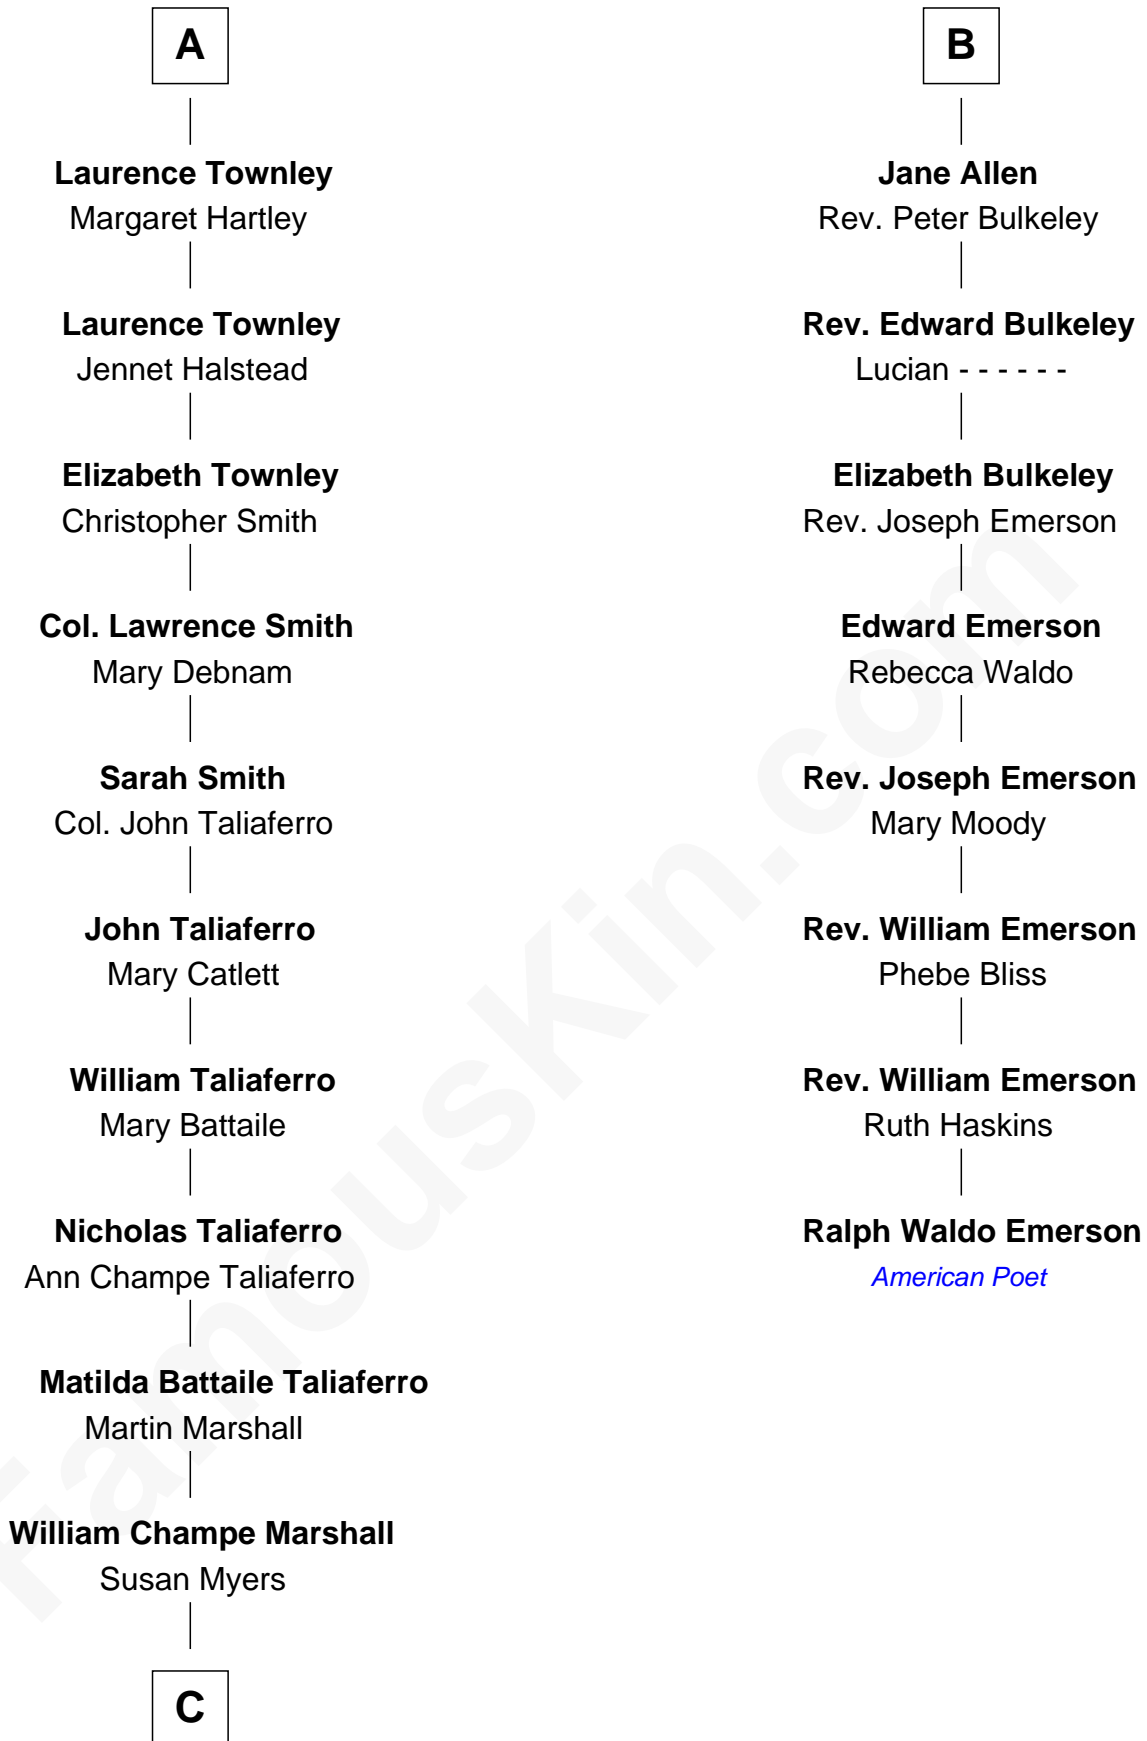 A
Laurence Townley
Margaret Hartley
Laurence Townley
Jennet Halstead
Elizabeth Townley
Christopher Smith
Col. Lawrence Smith
Mary Debnam
Sarah Smith
Col. John Taliaferro
John Taliaferro
Mary Catlett
William Taliaferro
Mary Battaile
Nicholas Taliaferro
Ann Champe Taliaferro
Matilda Battaile Taliaferro
Martin Marshall
William Champe Marshall
Susan Myers
C
B
Jane Allen
Rev. Peter Bulkeley
Rev. Edward Bulkeley
Lucian - - - - - -
Elizabeth Bulkeley
Rev. Joseph Emerson
Edward Emerson
Rebecca Waldo
Rev. Joseph Emerson
Mary Moody
Rev. William Emerson
Phebe Bliss
Rev. William Emerson
Ruth Haskins
Ralph Waldo Emerson
American Poet
FamousKin.com